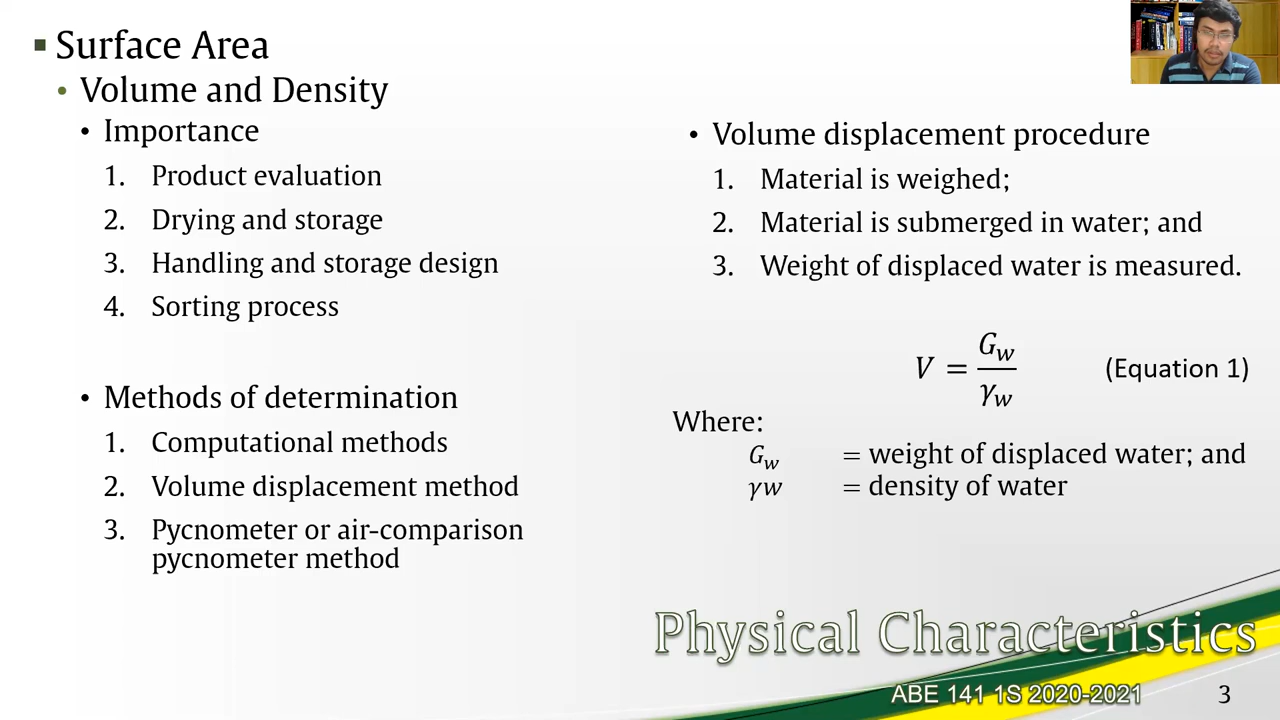 Surface Area
Volume and Density
Importance
1. Product evaluation
2. Drying and storage
3. Handling and storage design
4. Sorting process
Methods of determination
1. Computational methods
2. Volume displacement method
3. Pycnometer or air-comparison
pycnometer method
Volume displacement procedure
1. Material is weighed;
2. Material is submerged in water; and
3. Weight of displaced water is measured.
V = G_w / γ_w (Equation 1)
Where:
G_w = weight of displaced water; and
γw = density of water
Physical Characteristics
ABE 141 1S 2020-2021
3